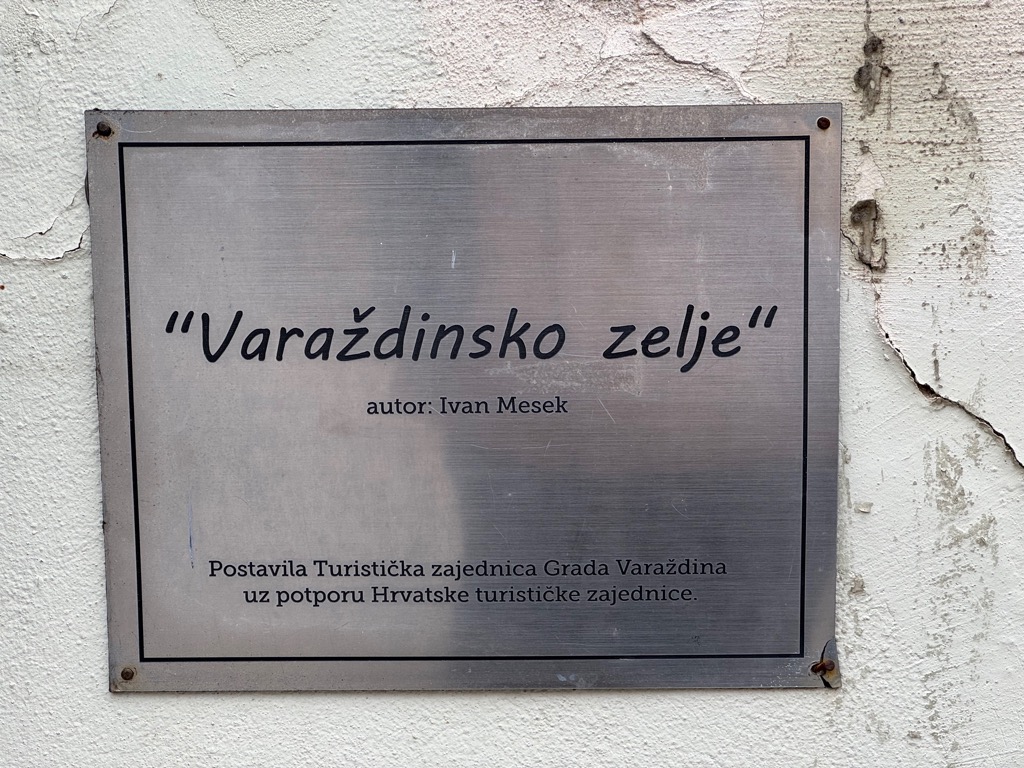 “Varaždinsko zelje“
autor: Ivan Mesek
Postavila Turistička zajednica Grada Varaždina
uz potporu Hrvatske turističke zajednice.